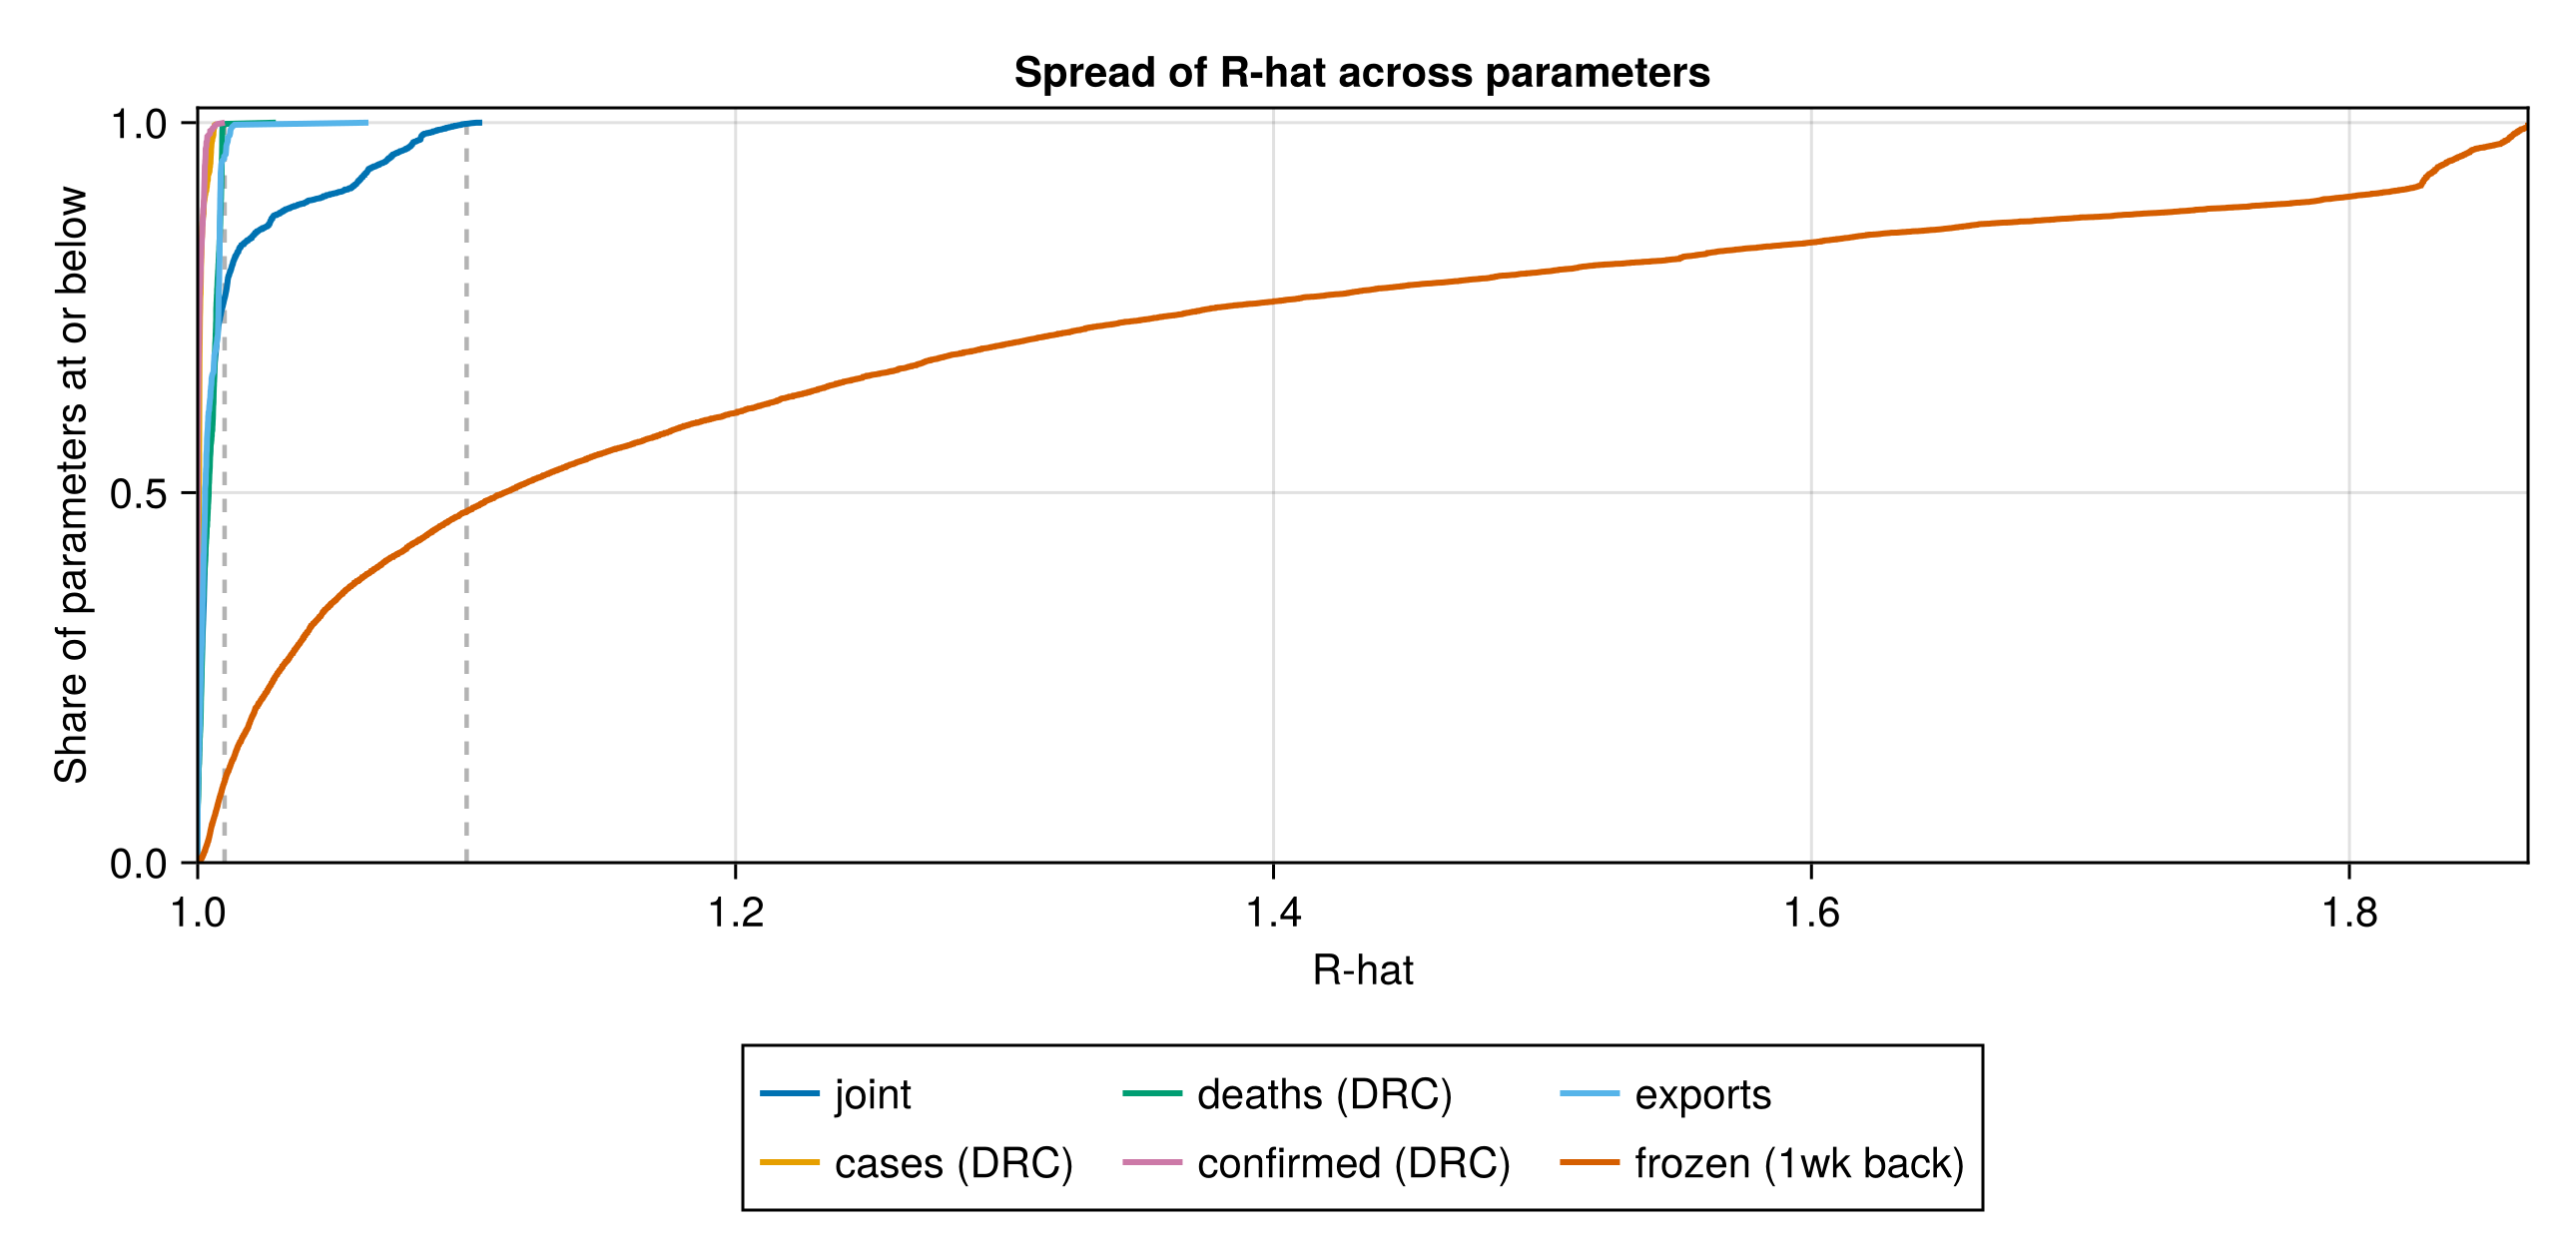 Spread of R-hat across parameters
Share of parameters at or below
1.0
0.5
0.0
1.0 1.2 1.4 1.6 1.8
R-hat
joint deaths (DRC) exports
cases (DRC) confirmed (DRC) frozen (1wk back)